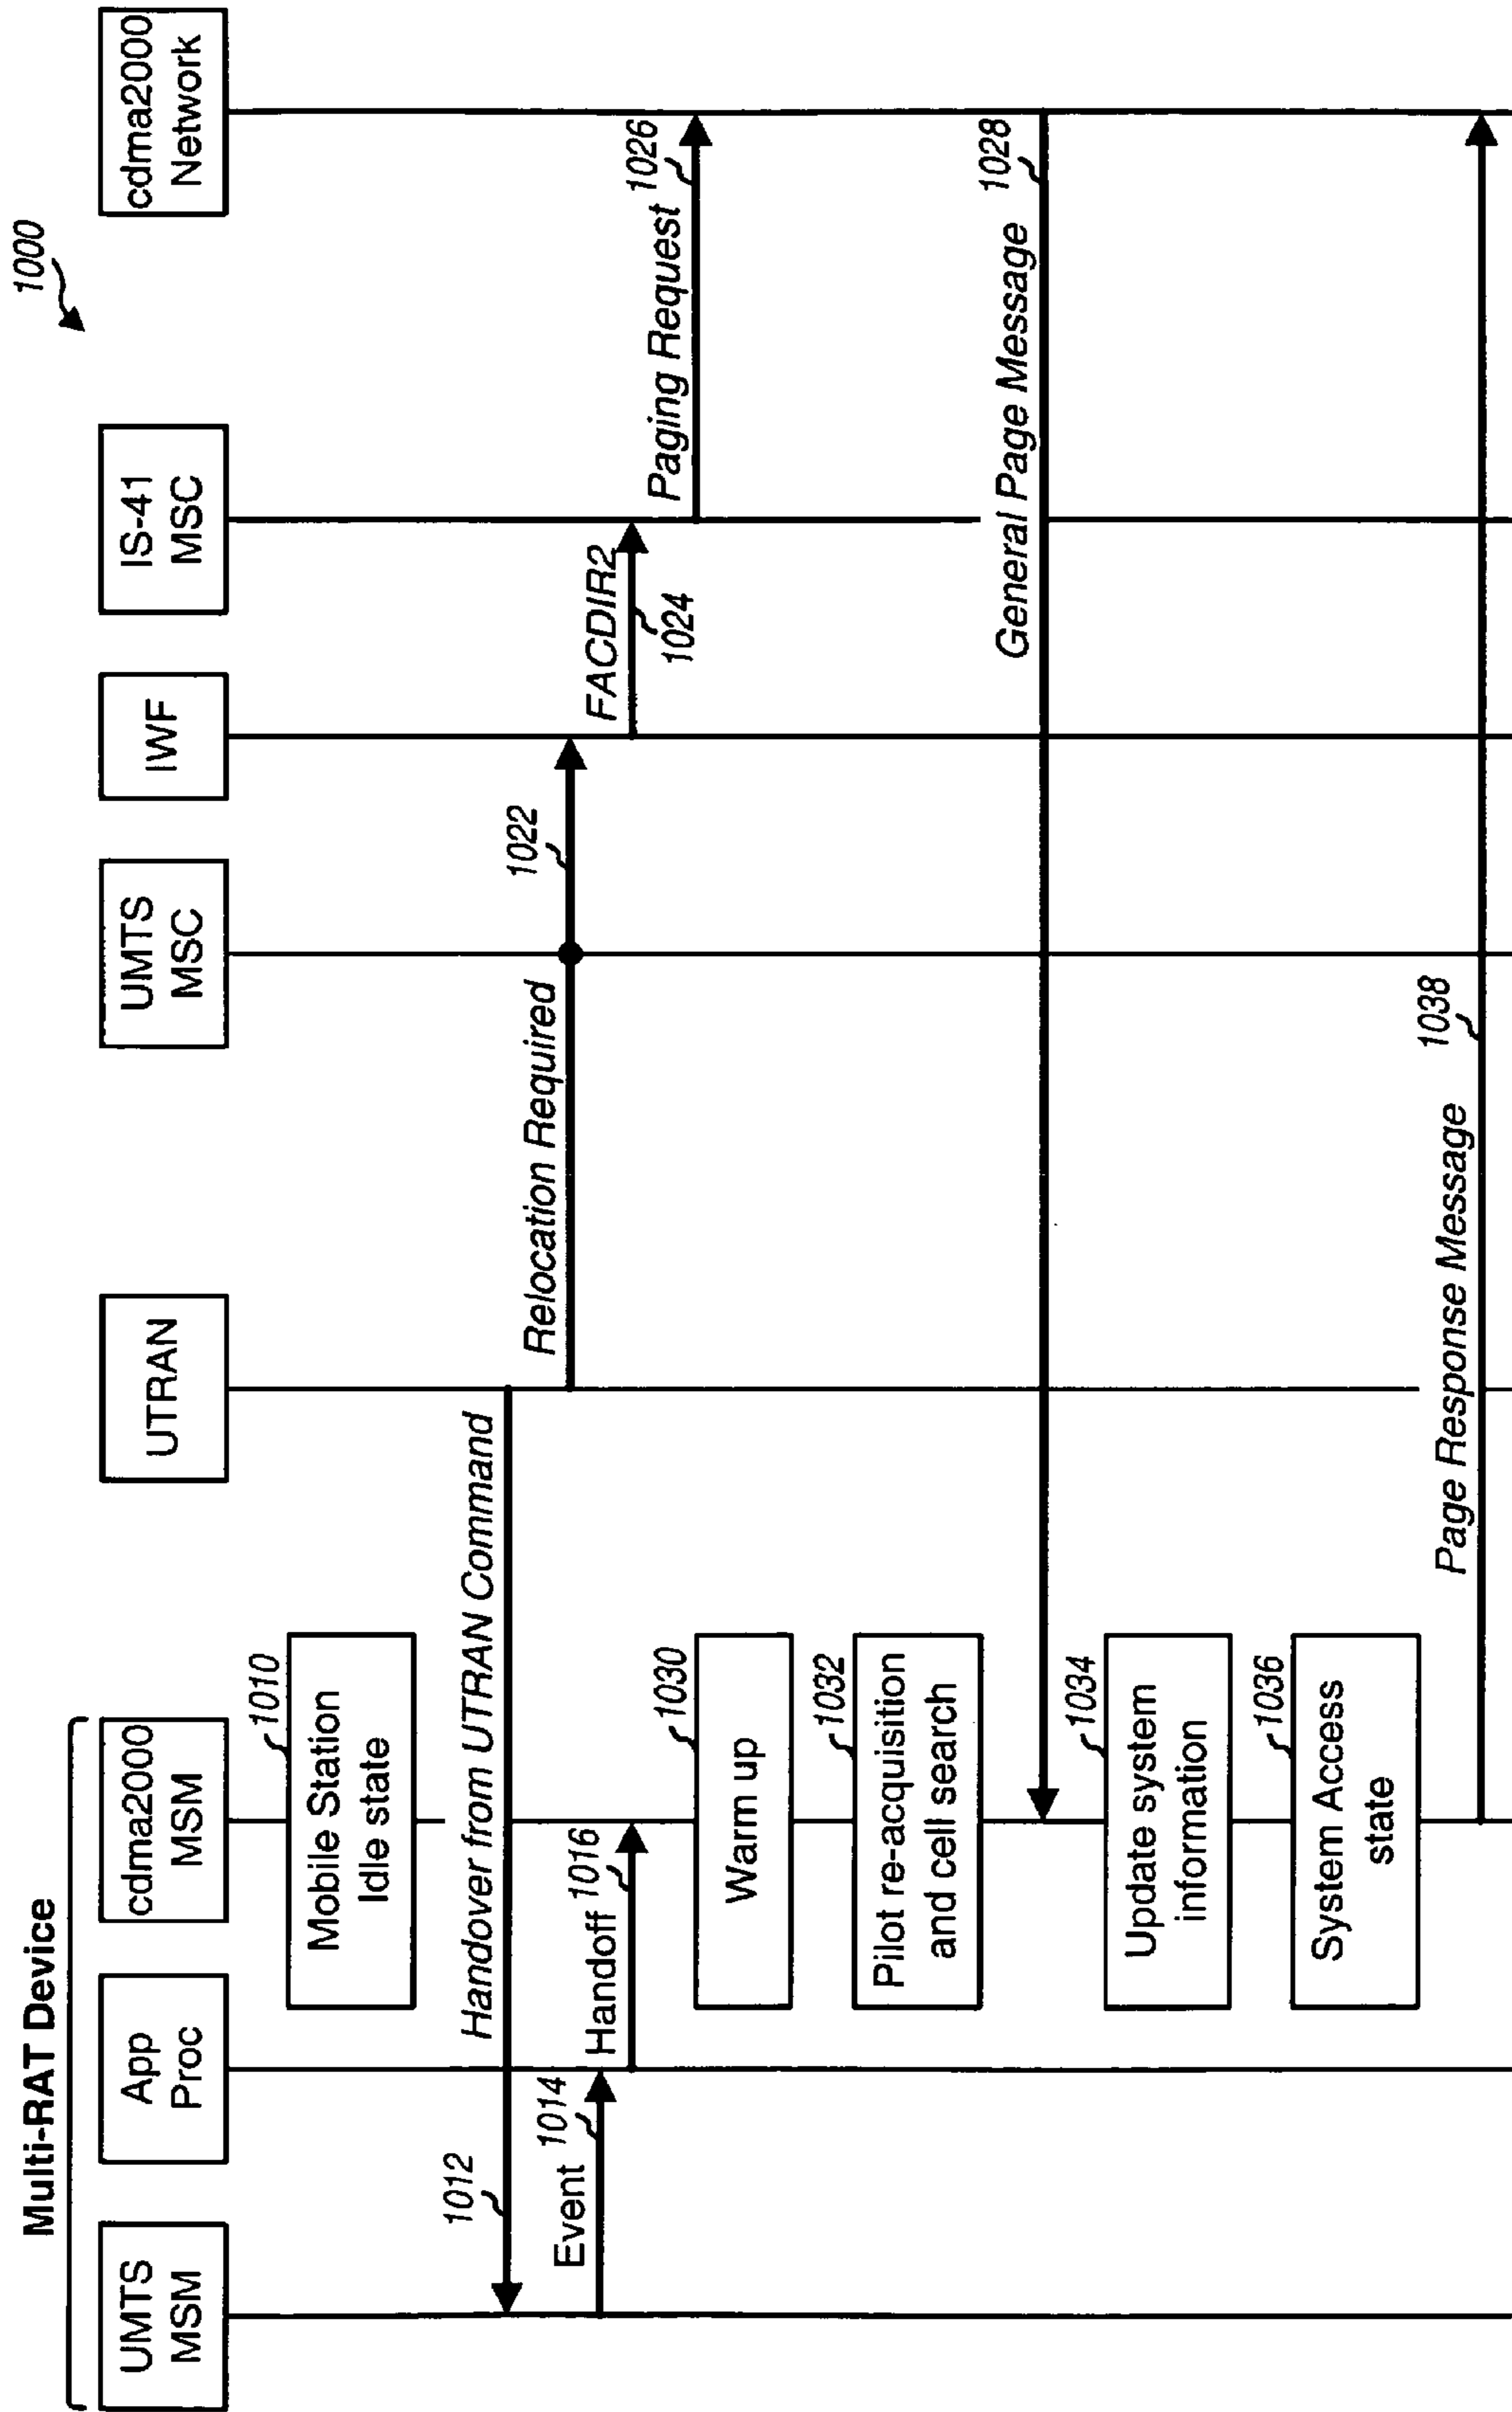 1000
Multi-RAT Device
UMTS
MSM
App
Proc
cdma2000
MSM
UTRAN
UMTS
MSC
IWF
IS-41
MSC
cdma2000
Network
1010
Mobile Station
Idle state
1012
Handover from UTRAN Command
Relocation Required
1022
Event
1014
Handoff
1016
FACDIR2
1024
Paging Request
1026
1030
Warm up
1032
Pilot re-acquisition
and cell search
General Page Message
1028
1034
Update system
information
1036
System Access
state
Page Response Message
1038